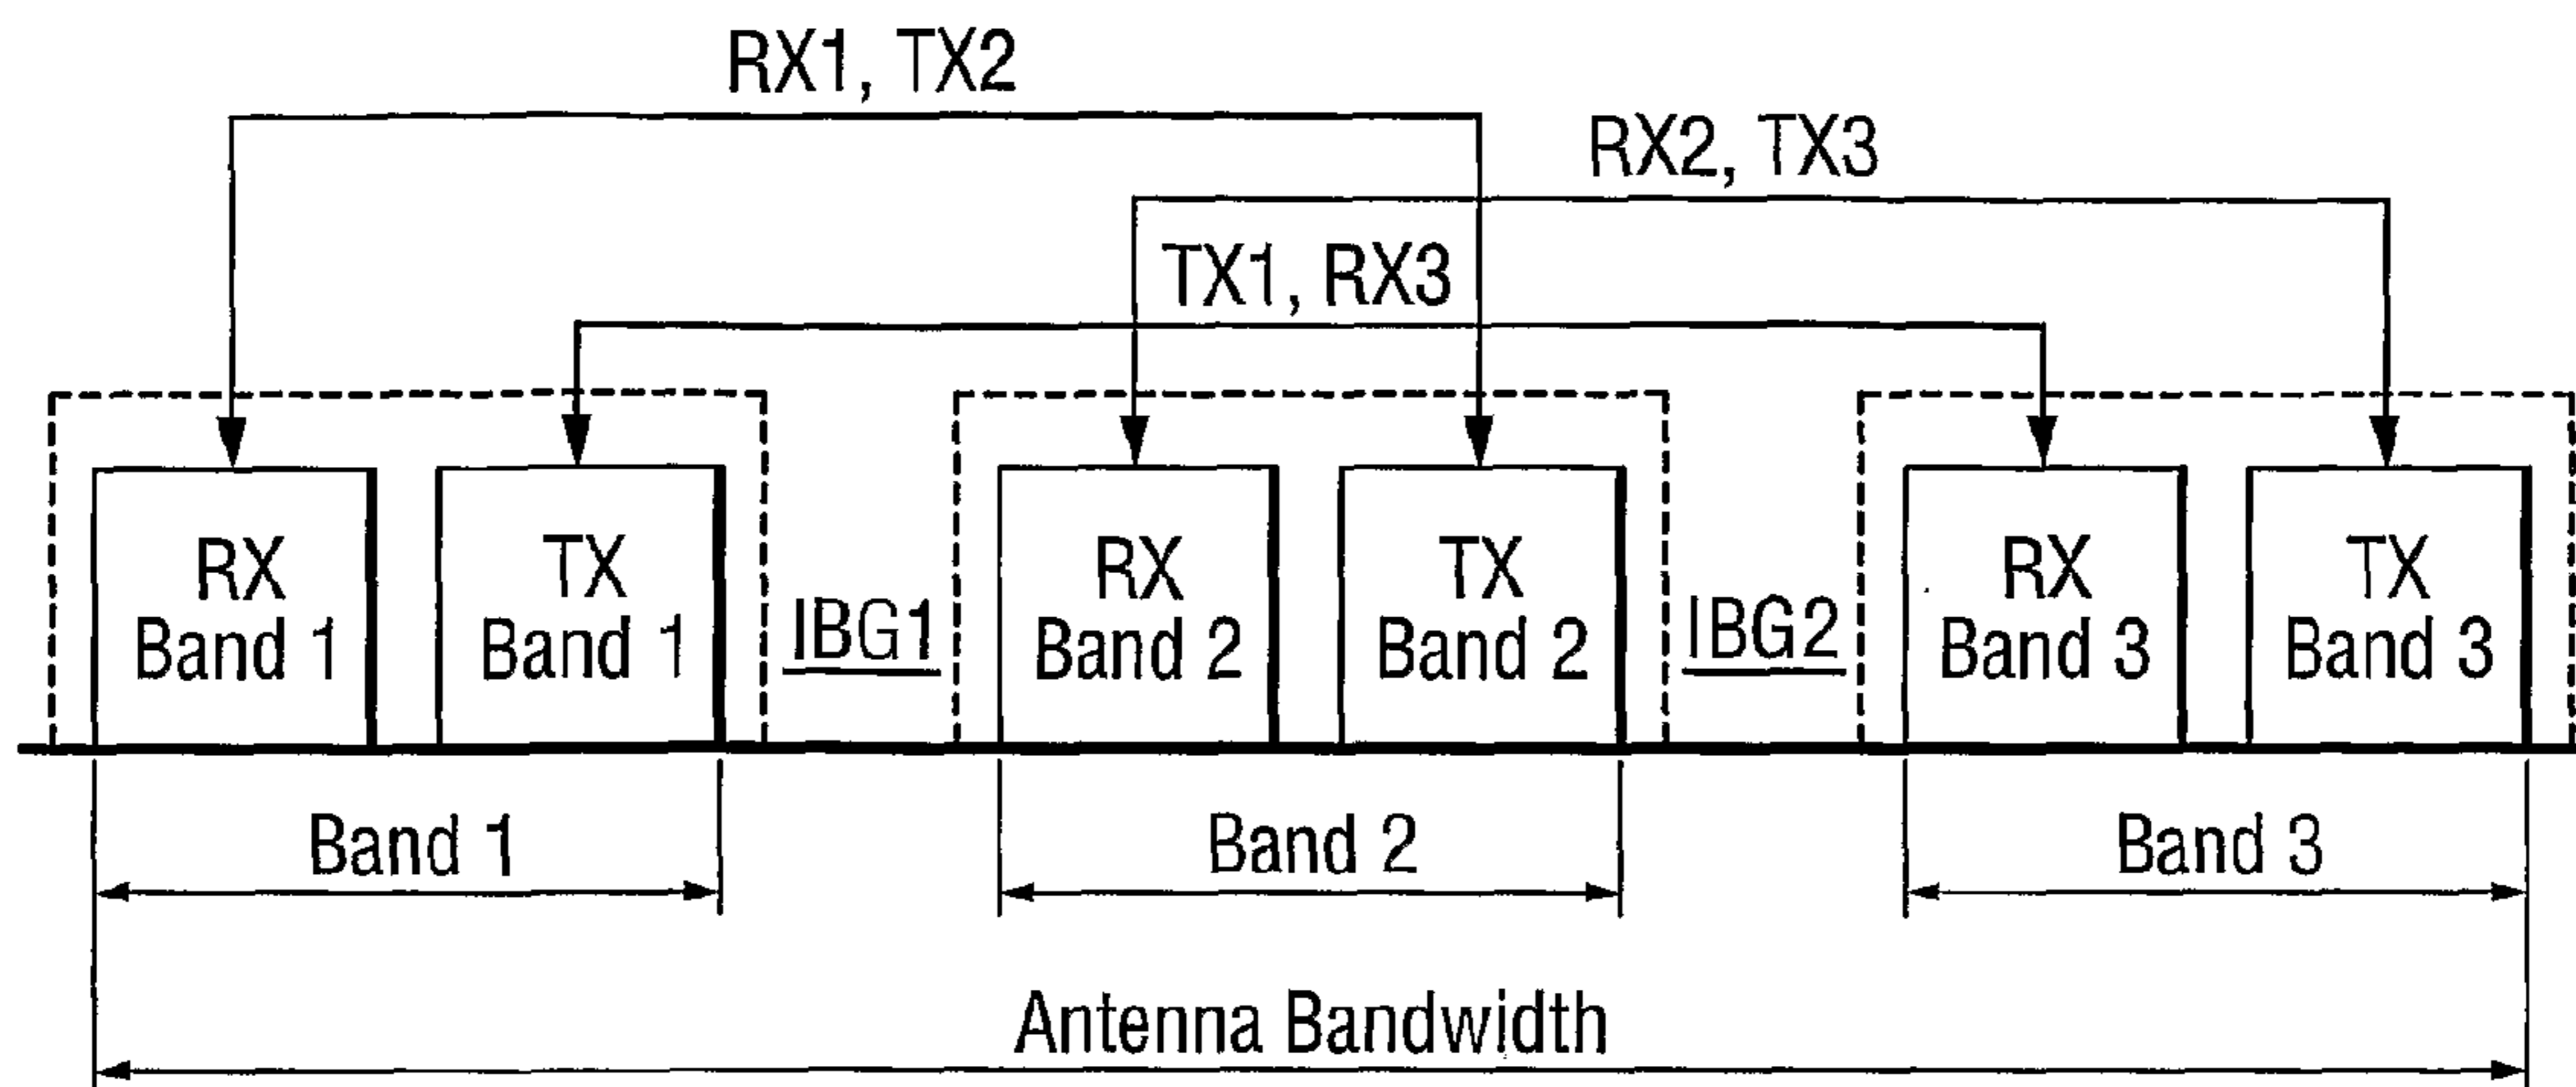 RX1, TX2
RX2, TX3
TX1, RX3
RX
Band 1
TX
Band 1
IBG1
RX
Band 2
TX
Band 2
IBG2
RX
Band 3
TX
Band 3
Band 1
Band 2
Band 3
Antenna Bandwidth